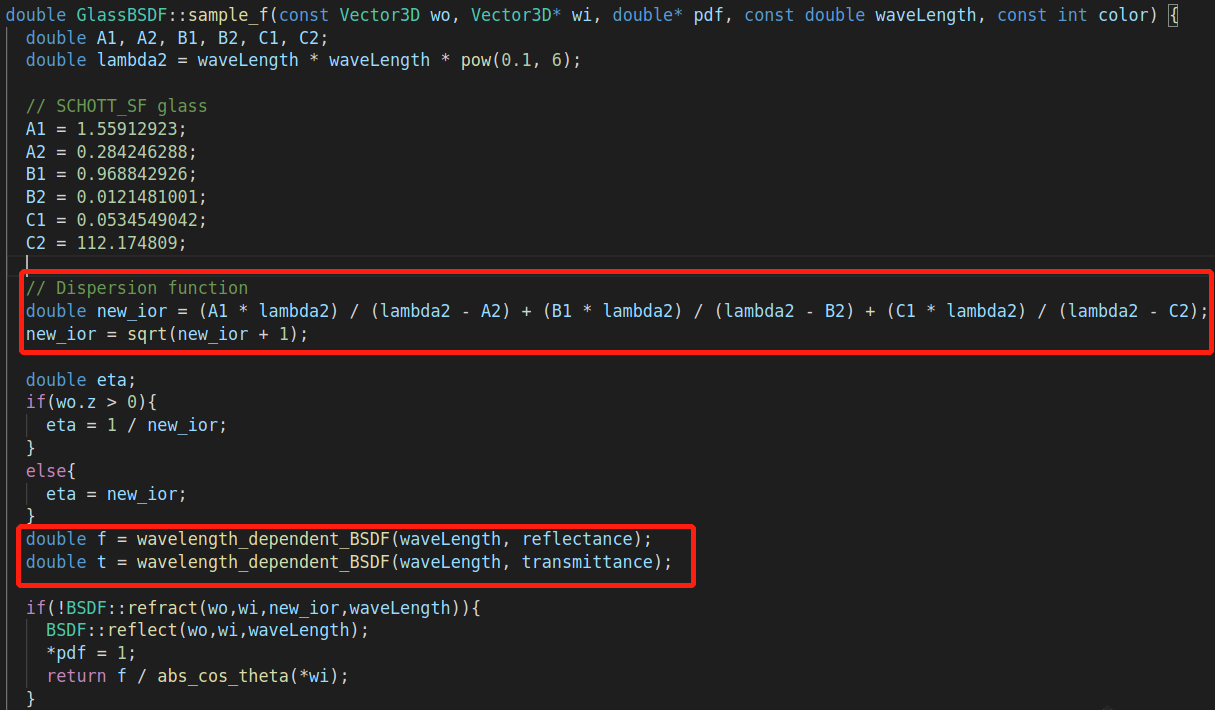 double GlassBSDF::sample_f(const Vector3D wo, Vector3D* wi, double* pdf, const double waveLength, const int color) {
double A1, A2, B1, B2, C1, C2;
double lambda2 = waveLength * waveLength * pow(0.1, 6);
// SCHOTT_SF glass
A1 = 1.55912923;
A2 = 0.284246288;
B1 = 0.968842926;
B2 = 0.0121481001;
C1 = 0.0534549042;
C2 = 112.174809;
// Dispersion function
double new_ior = (A1 * lambda2) / (lambda2 - A2) + (B1 * lambda2) / (lambda2 - B2) + (C1 * lambda2) / (lambda2 - C2);
new_ior = sqrt(new_ior + 1);
double eta;
if(wo.z > 0){
eta = 1 / new_ior;
}
else{
eta = new_ior;
}
double f = wavelength_dependent_BSDF(waveLength, reflectance);
double t = wavelength_dependent_BSDF(waveLength, transmittance);
if(!BSDF::refract(wo,wi,new_ior,waveLength)){
BSDF::reflect(wo,wi,waveLength);
*pdf = 1;
return f / abs_cos_theta(*wi);
}